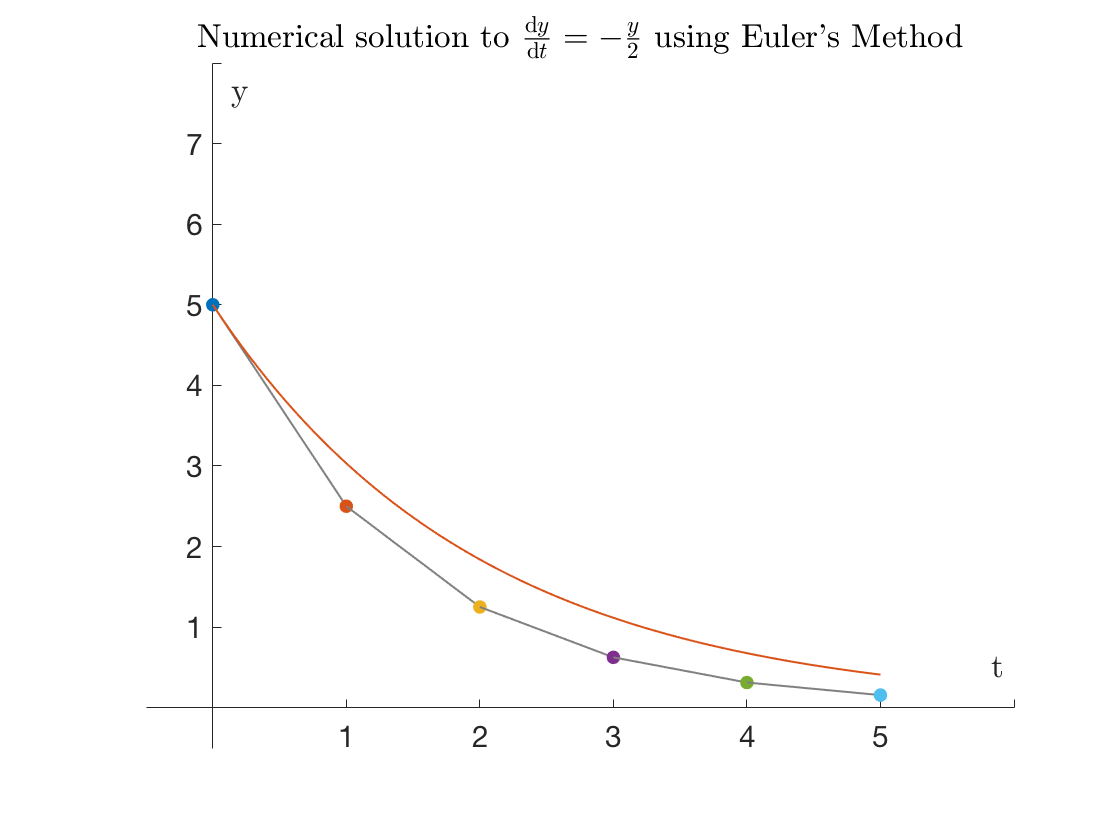 Numerical solution to dy/dt = −y/2 using Euler's Method
y
7
6
5
4
3
2
1
t
1 2 3 4 5